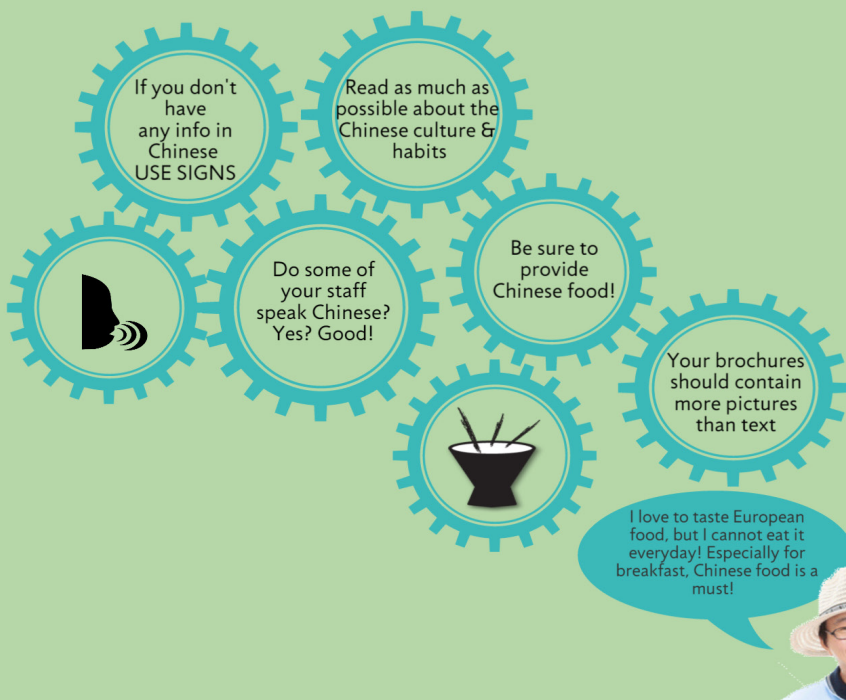 If you don't
have
any info in
Chinese
USE SIGNS
Read as much as
possible about the
Chinese culture &
habits
Do some of
your staff
speak Chinese?
Yes? Good!
Be sure to
provide
Chinese food!
Your brochures
should contain
more pictures
than text
I love to taste European
food, but I cannot eat it
everyday! Especially for
breakfast, Chinese food is a
must!